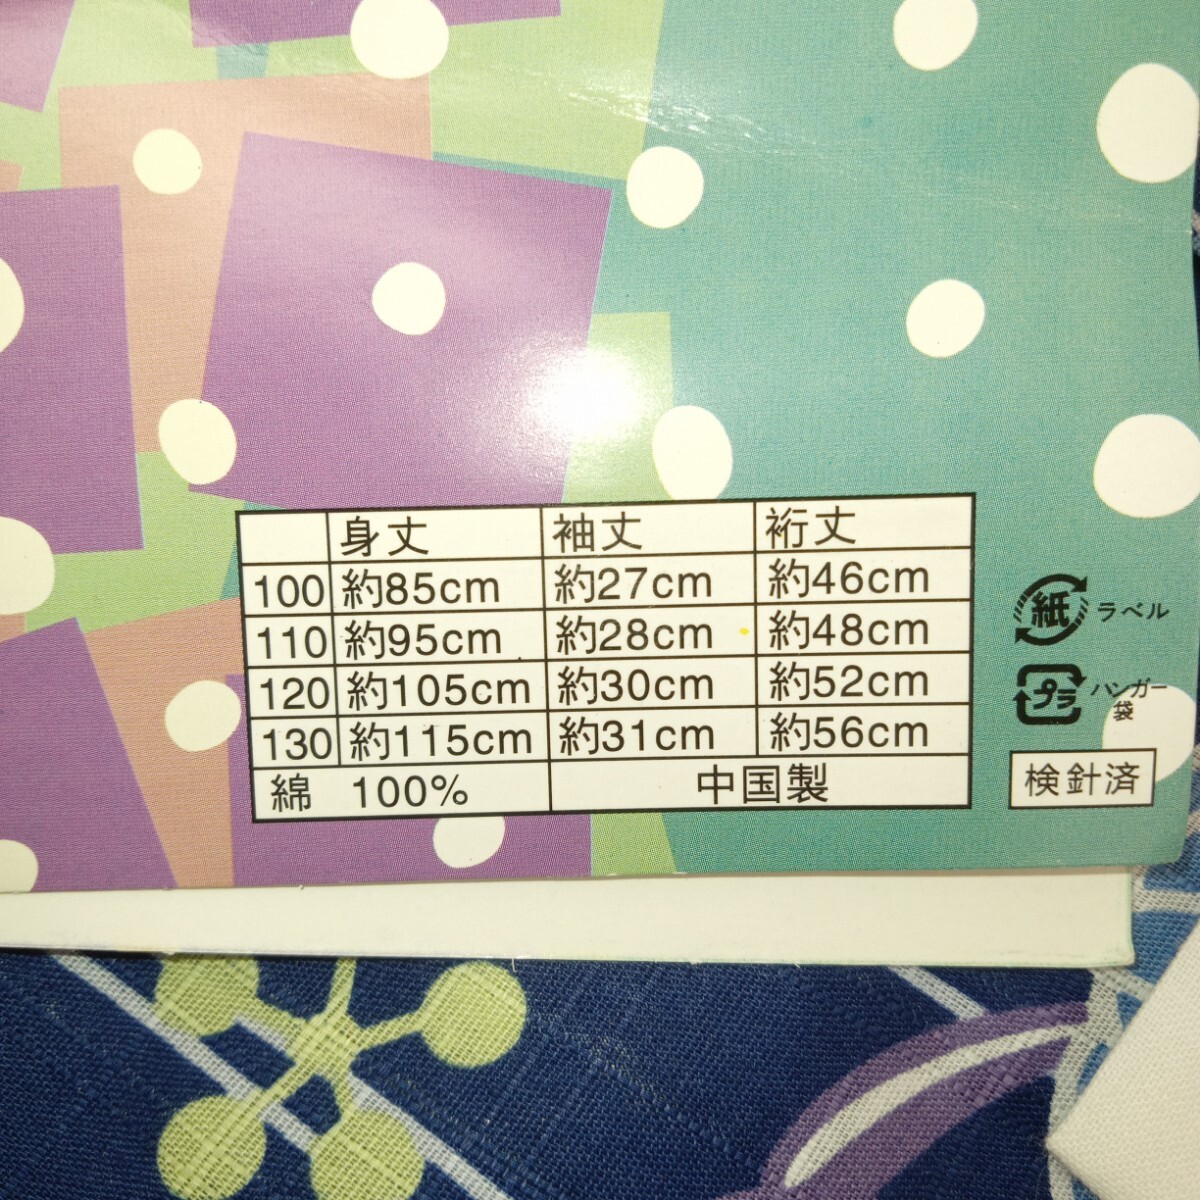 身丈 袖丈 裄丈
100 約85cm 約27cm 約46cm
110 約95cm 約28cm 約48cm
120 約105cm 約30cm 約52cm
130 約115cm 約31cm 約56cm
綿 100% 中国製
紙 ラベル
プラ ハンガー
袋
検針済